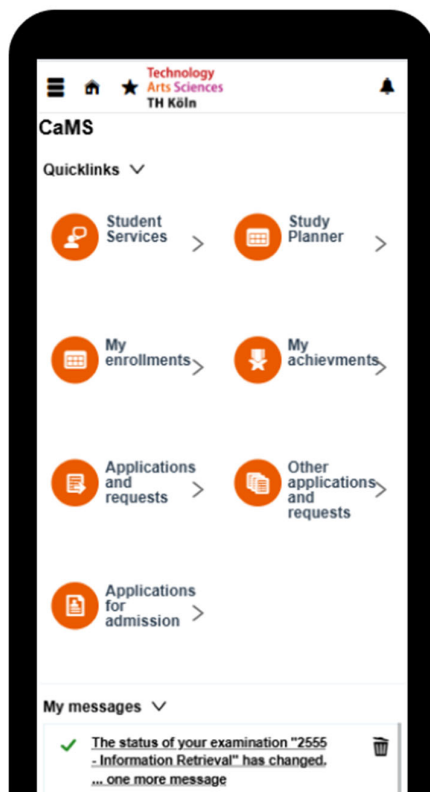 Technology
Arts Sciences
TH Köln
CaMS
Quicklinks
Student
Services
Study
Planner
My
enrollments
My
achievments
Applications
and
requests
Other
applications
and
requests
Applications
for
admission
My messages
The status of your examination "2555
- Information Retrieval" has changed.
... one more message